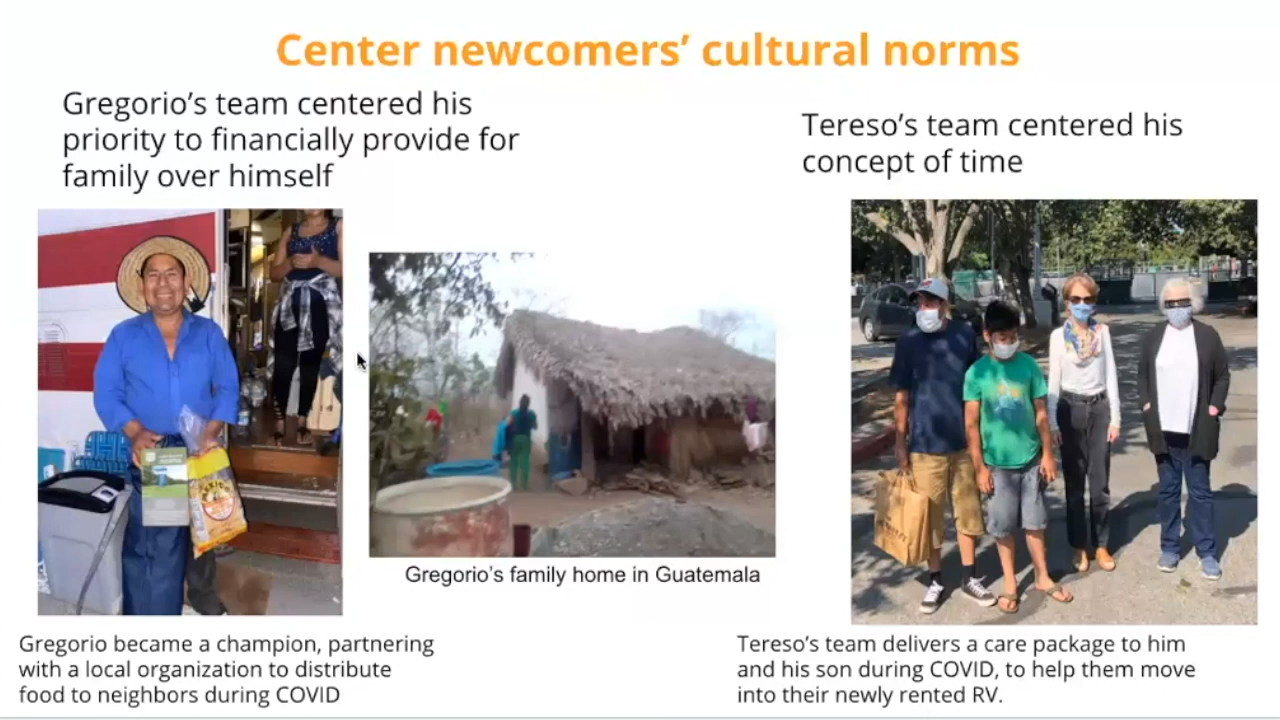 Center newcomers’ cultural norms
Gregorio’s team centered his
priority to financially provide for
family over himself
Tereso’s team centered his
concept of time
Gregorio’s family home in Guatemala
Gregorio became a champion, partnering
with a local organization to distribute
food to neighbors during COVID
Tereso’s team delivers a care package to him
and his son during COVID, to help them move
into their newly rented RV.